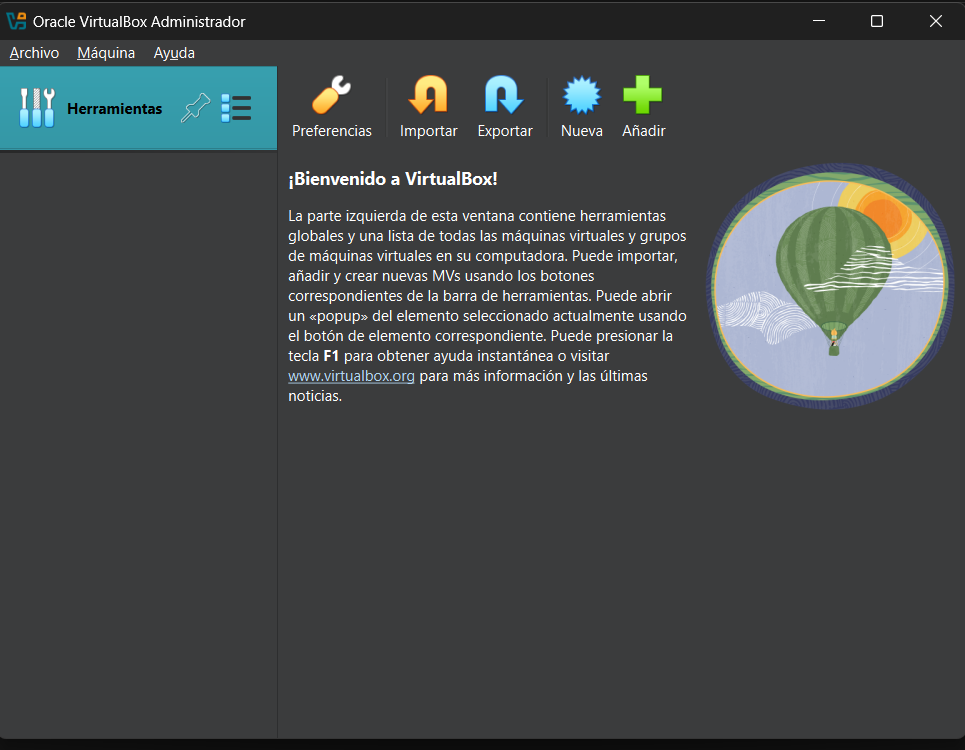 Oracle VirtualBox Administrador
Archivo Máquina Ayuda
Herramientas
Preferencias Importar Exportar Nueva Añadir
¡Bienvenido a VirtualBox!
La parte izquierda de esta ventana contiene herramientas
globales y una lista de todas las máquinas virtuales y grupos
de máquinas virtuales en su computadora. Puede importar,
añadir y crear nuevas MVs usando los botones
correspondientes de la barra de herramientas. Puede abrir
un «popup» del elemento seleccionado actualmente usando
el botón de elemento correspondiente. Puede presionar la
tecla F1 para obtener ayuda instantánea o visitar
www.virtualbox.org para más información y las últimas
noticias.